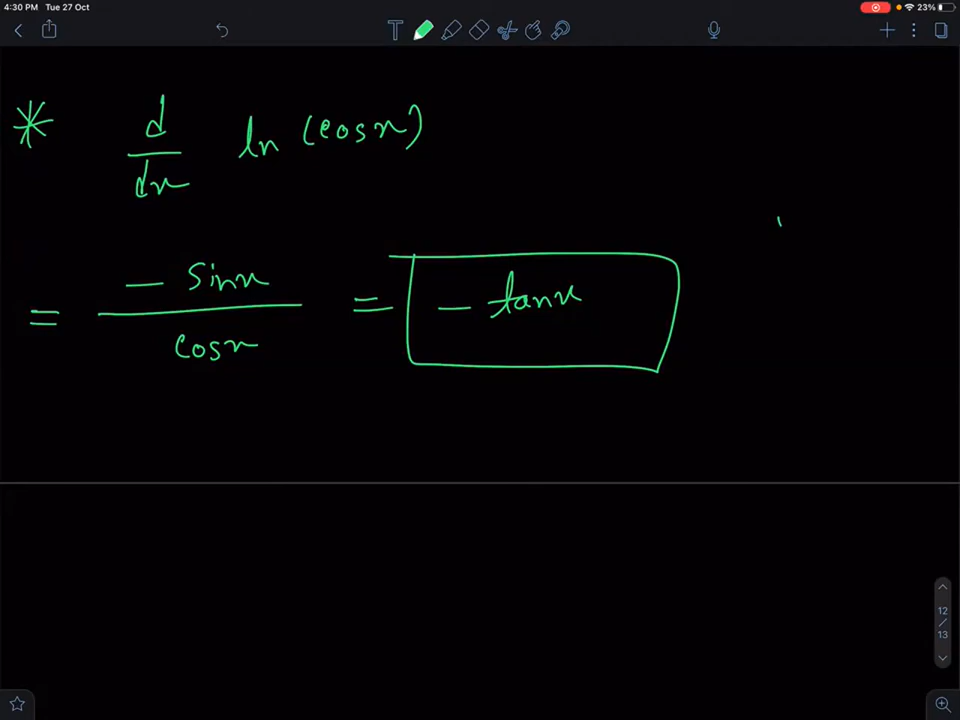 4:30 PM Tue 27 Oct
23%
T
* d/dx ln (cosx)
= - sinx/cosx = - tanx
12
/
13